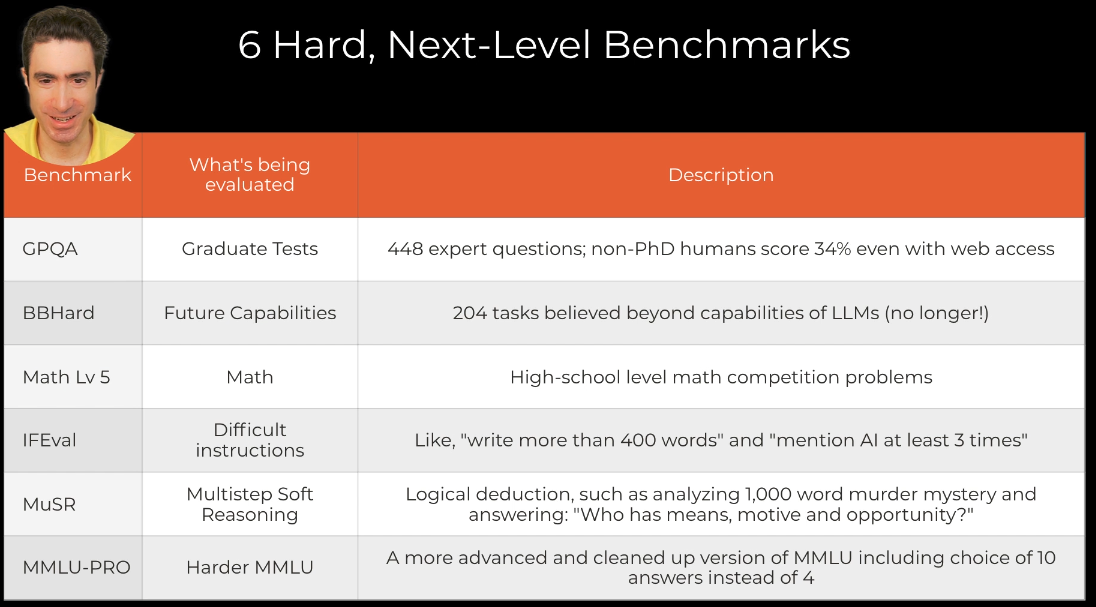 6 Hard, Next-Level Benchmarks
Benchmark
What's being
evaluated
Description
GPQA
Graduate Tests
448 expert questions; non-PhD humans score 34% even with web access
BBHard
Future Capabilities
204 tasks believed beyond capabilities of LLMs (no longer!)
Math Lv 5
Math
High-school level math competition problems
IFEval
Difficult
instructions
Like, "write more than 400 words" and "mention AI at least 3 times"
MuSR
Multistep Soft
Reasoning
Logical deduction, such as analyzing 1,000 word murder mystery and
answering: "Who has means, motive and opportunity?"
MMLU-PRO
Harder MMLU
A more advanced and cleaned up version of MMLU including choice of 10
answers instead of 4